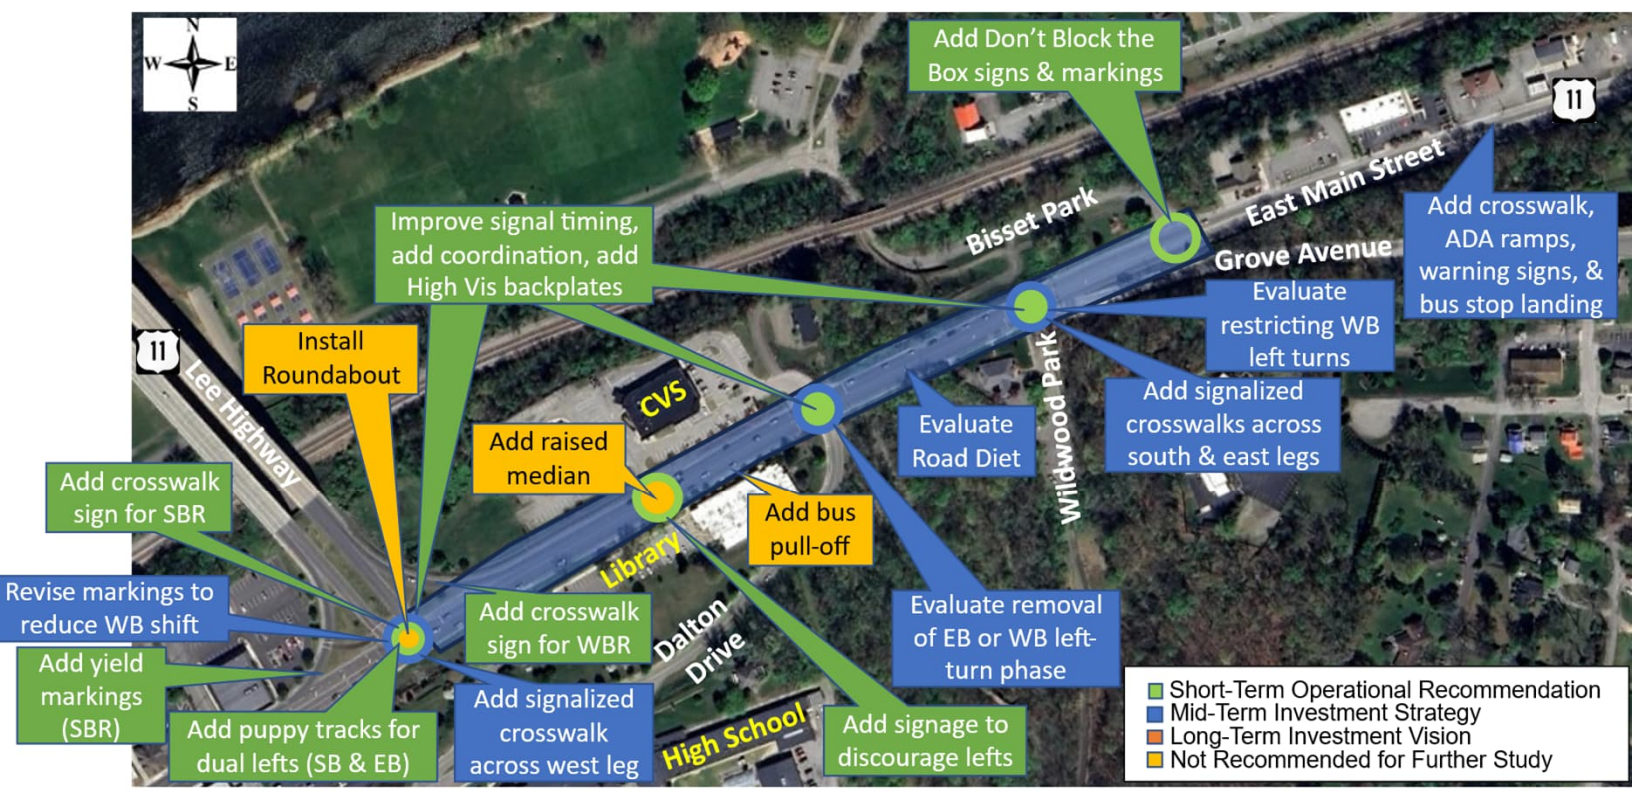 N
W E
S
Add Don't Block the
Box signs & markings
11
Improve signal timing,
add coordination, add
High Vis backplates
Bisset Park
East Main Street
Grove Avenue
Add crosswalk,
ADA ramps,
warning signs, &
bus stop landing
Evaluate
restricting WB
left turns
11
Lee Highway
Install
Roundabout
CVS
Wildwood Park
Add signalized
crosswalks across
south & east legs
Evaluate
Road Diet
Add raised
median
Add crosswalk
sign for SBR
Add bus
pull-off
Library
Revise markings to
reduce WB shift
Add crosswalk
sign for WBR
Dalton
Drive
Evaluate removal
of EB or WB left-
turn phase
Add yield
markings
(SBR)
Add puppy tracks for
dual lefts (SB & EB)
Add signalized
crosswalk
across west leg
High School
Add signage to
discourage lefts
Short-Term Operational Recommendation
Mid-Term Investment Strategy
Long-Term Investment Vision
Not Recommended for Further Study